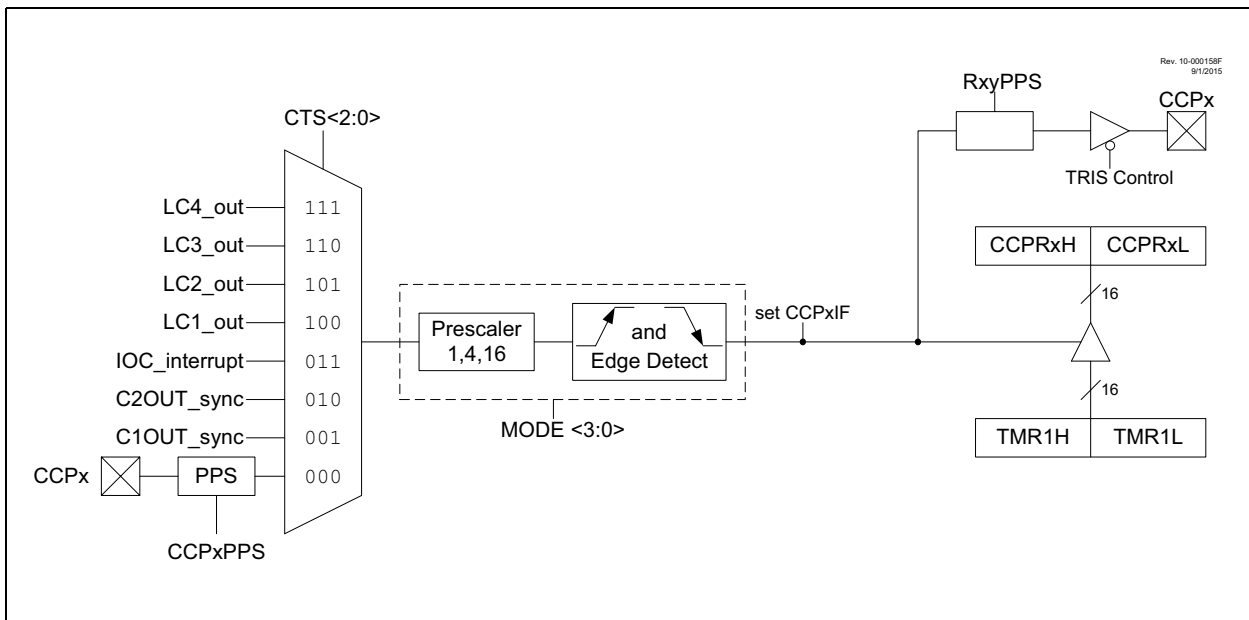 Rev. 10-000158F
9/1/2015
RxyPPS
CCPx
CTS<2:0>
TRIS Control
LC4_out 111
LC3_out 110
LC2_out 101
LC1_out 100
IOC_interrupt 011
C2OUT_sync 010
C1OUT_sync 001
CCPx PPS 000
CCPxPPS
Prescaler
1,4,16
and
Edge Detect
MODE <3:0>
set CCPxIF
CCPRxH CCPRxL
16
16
TMR1H TMR1L